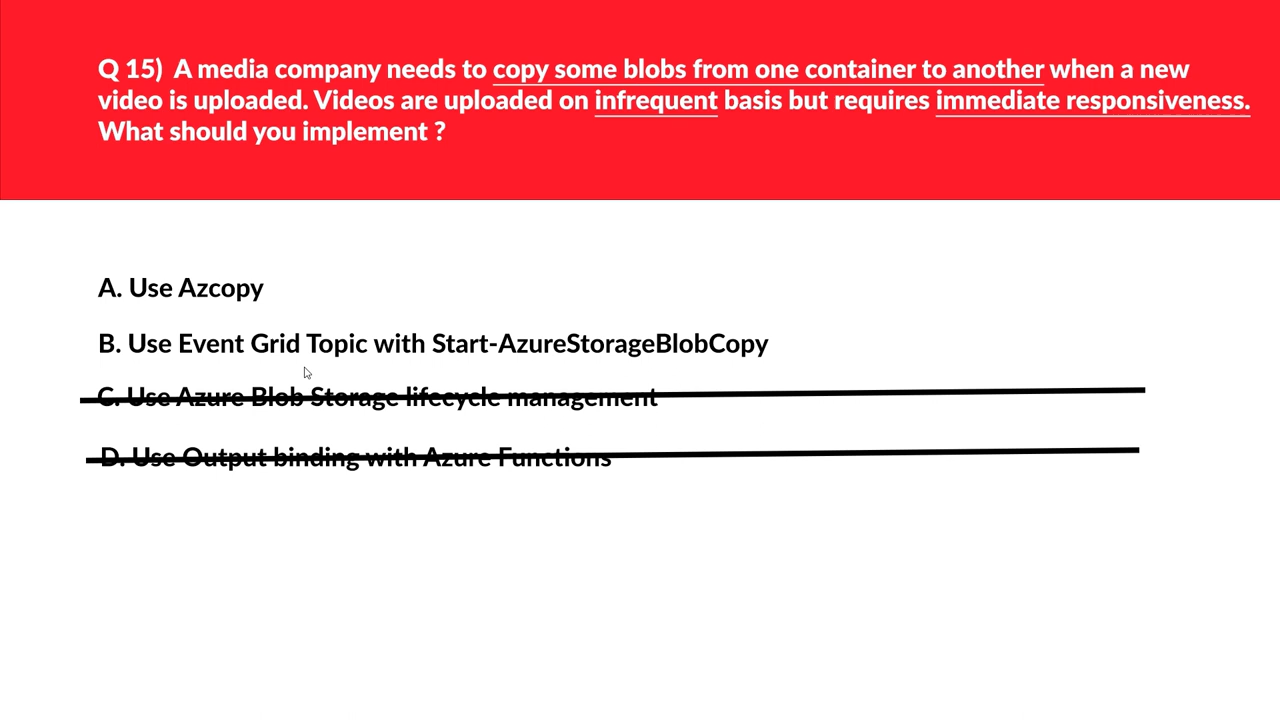 Q 15) A media company needs to copy some blobs from one container to another when a new
video is uploaded. Videos are uploaded on infrequent basis but requires immediate responsiveness.
What should you implement ?
A. Use Azcopy
B. Use Event Grid Topic with Start-AzureStorageBlobCopy
C. Use Azure Blob Storage lifecycle management
D. Use Output binding with Azure Functions